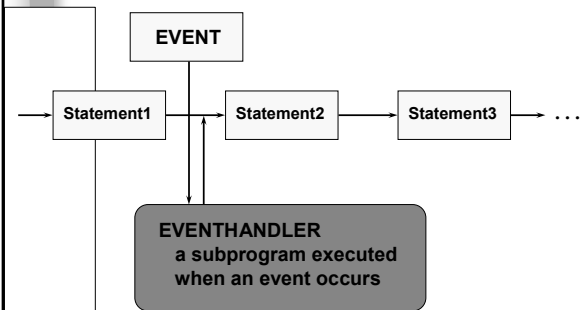 EVENT
Statement1 Statement2 Statement3 ...
EVENTHANDLER
a subprogram executed
when an event occurs